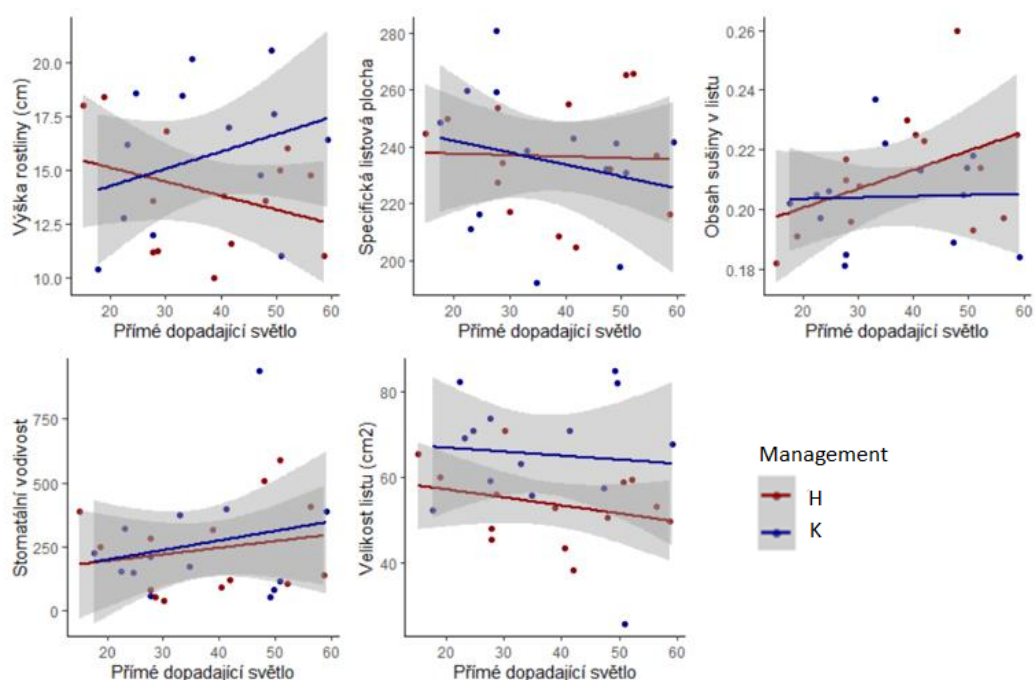 Výška rostliny (cm)
20.0
17.5
15.0
12.5
10.0
20 30 40 50 60
Přímé dopadající světlo
Specifická listová plocha
280
260
240
220
200
20 30 40 50 60
Přímé dopadající světlo
Obsah sušiny v listu
0.26
0.24
0.22
0.20
0.18
20 30 40 50 60
Přímé dopadající světlo
Stomatální vodivost
750
500
250
0
20 30 40 50 60
Přímé dopadající světlo
Velikost listu (cm2)
80
60
40
20 30 40 50 60
Přímé dopadající světlo
Management
H
K